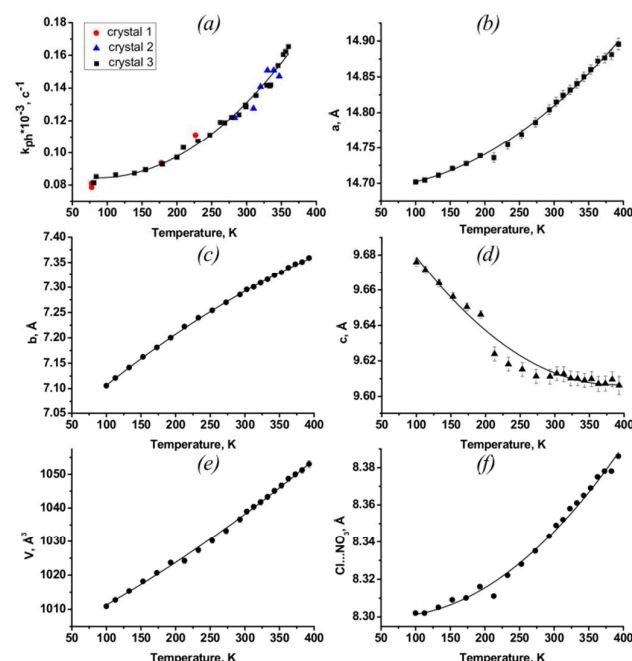 (a)
crystal 1
crystal 2
crystal 3
k_ph*10^-3, c^-1
0.18
0.16
0.14
0.12
0.10
0.08
50 100 150 200 250 300 350 400
Temperature, K
(b)
a, Å
14.90
14.80
14.70
50 100 150 200 250 300 350 400
Temperature, K
(c)
b, Å
7.40
7.35
7.30
7.25
7.20
7.15
7.10
7.05
50 100 150 200 250 300 350 400
Temperature, K
(d)
c, Å
9.68
9.66
9.64
9.62
9.60
50 100 150 200 250 300 350 400
Temperature, K
(e)
V, Å³
1050
1040
1030
1020
1010
50 100 150 200 250 300 350 400
Temperature, K
(f)
Cl...NO₃, Å
8.38
8.36
8.34
8.32
8.30
50 100 150 200 250 300 350 400
Temperature, K